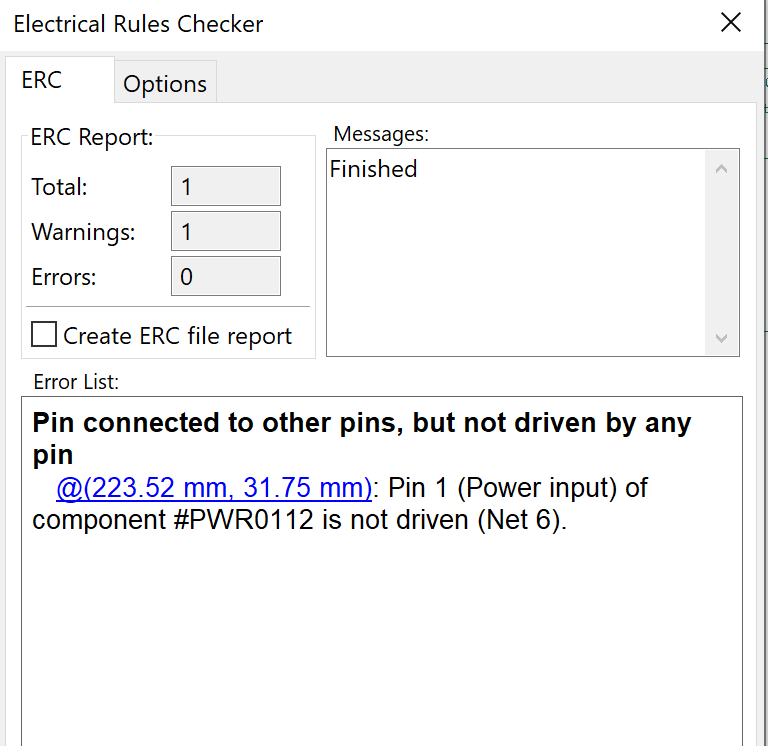 Electrical Rules Checker
ERC
Options
ERC Report:
Total:
1
Warnings:
1
Errors:
0
Create ERC file report
Messages:
Finished
Error List:
Pin connected to other pins, but not driven by any
pin
@(223.52 mm, 31.75 mm): Pin 1 (Power input) of
component #PWR0112 is not driven (Net 6).